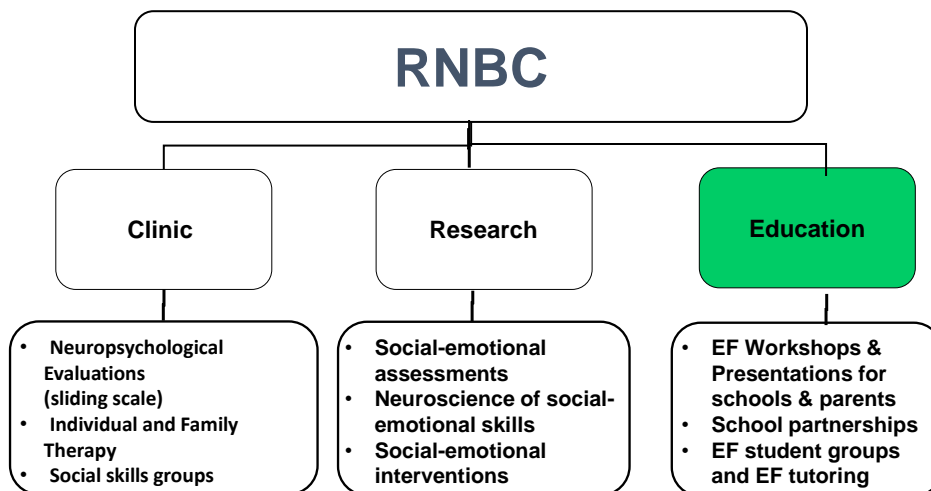 RNBC
Clinic
Research
Education
• Neuropsychological
Evaluations
(sliding scale)
• Individual and Family
Therapy
• Social skills groups
• Social-emotional
assessments
• Neuroscience of social-
emotional skills
• Social-emotional
interventions
• EF Workshops &
Presentations for
schools & parents
• School partnerships
• EF student groups
and EF tutoring